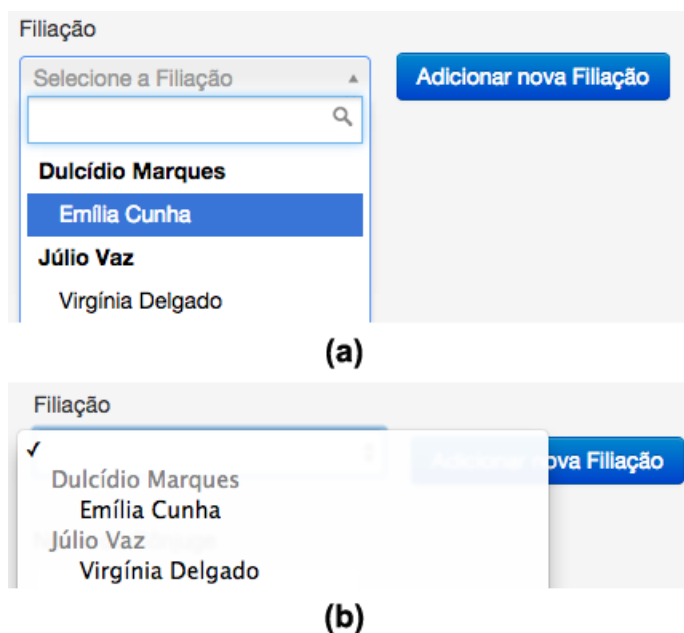 Filiação
Selecione a Filiação
Adicionar nova Filiação
Dulcídio Marques
Emília Cunha
Júlio Vaz
Virgínia Delgado
(a)
Filiação
✓
Adicionar nova Filiação
Dulcídio Marques
Emília Cunha
Júlio Vaz
Virgínia Delgado
(b)